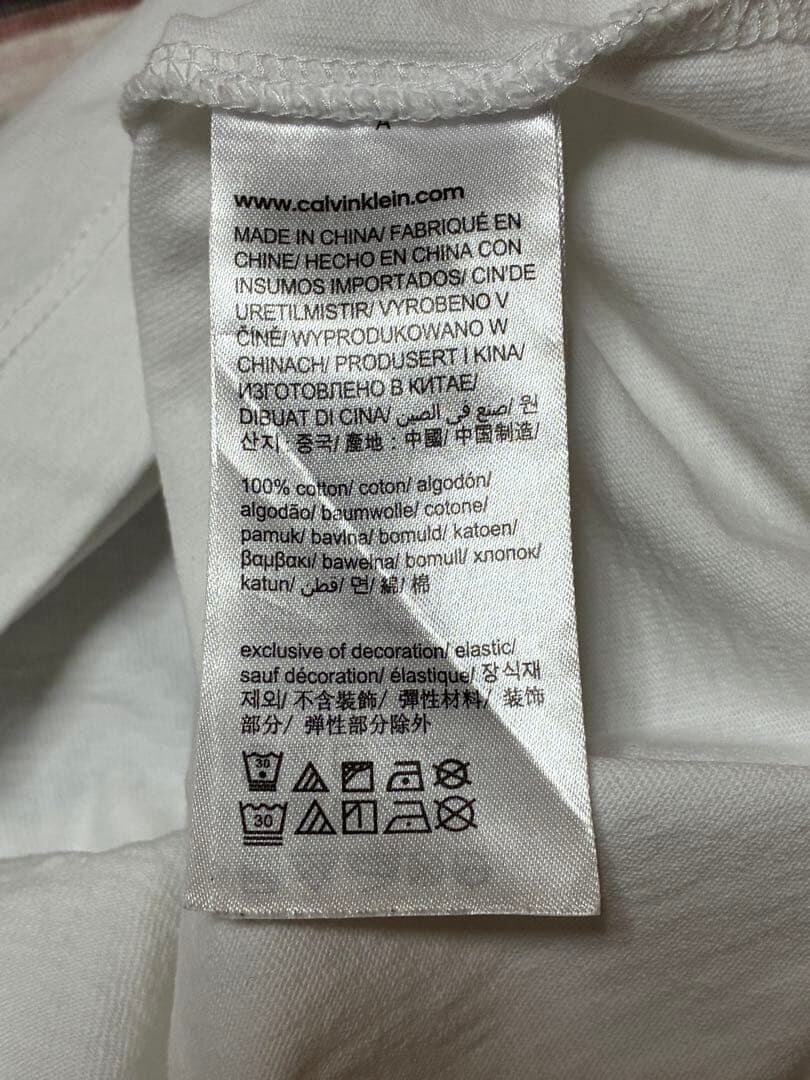 A
www.calvinklein.com
MADE IN CHINA/ FABRIQUÉ EN
CHINE/ HECHO EN CHINA CON
INSUMOS IMPORTADOS/ CIN'DE
URETILMISTIR/ VYROBENO V
ČÍNĚ/ WYPRODUKOWANO W
CHINACH/ PRODUSERT I KINA/
ИЗГОТОВЛЕНО В КИТАЕ/
DIBUAT DI CINA/ صنع في الصين/ 원
산지 : 중국/ 產地 : 中國/ 中国制造/
100% cotton/ coton/ algodón/
algodão/ baumwolle/ cotone/
pamuk/ bavlna/ bomuld/ katoen/
βαμβακι/ bawełna/ bomull/ хлопок/
katun/ قطن/ 면/ 綿/ 棉
exclusive of decoration/ elastic/
sauf décoration/ élastique/ 장식재
제외/ 不含裝飾/ 彈性材料/ 装饰
部分/ 弹性部分除外
30
30